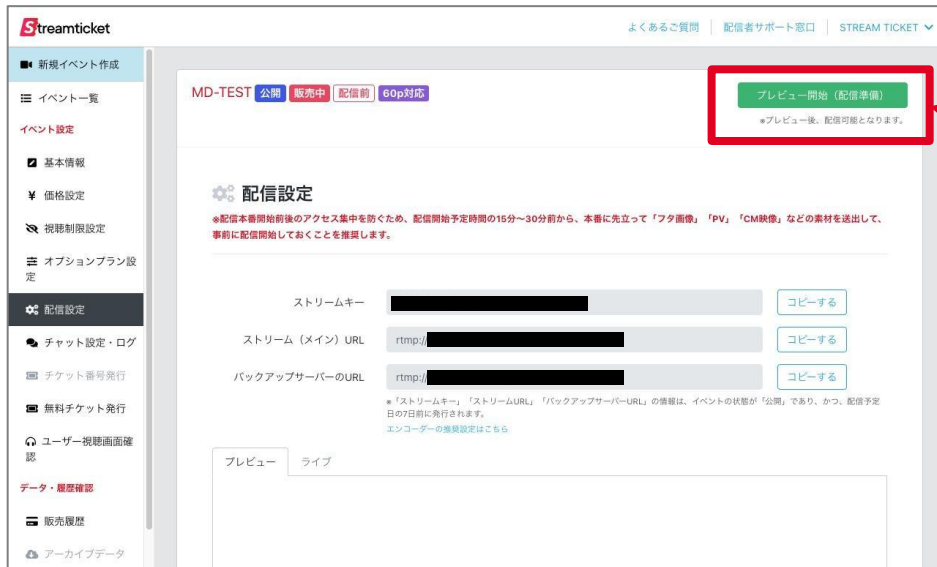 Streamticket
よくあるご質問
配信者サポート窓口
STREAM TICKET
新規イベント作成
イベント一覧
イベント設定
基本情報
¥ 価格設定
視聴制限設定
オプションプラン設
定
配信設定
チャット設定・ログ
チケット番号発行
無料チケット発行
ユーザー視聴画面確
認
データ・履歴確認
販売履歴
アーカイブデータ
MD-TEST 公開 販売中 配信前 60p対応
プレビュー開始(配信準備)
※プレビュー後、配信可能となります。
配信設定
※配信本番開始前後のアクセス集中を防ぐため、配信開始予定時間の15分〜30分前から、本番に先立って「フタ画像」「PV」「CM映像」などの素材を送出して、
事前に配信開始しておくことを推奨します。
ストリームキー
コピーする
ストリーム(メイン)URL
rtmp://
コピーする
バックアップサーバーのURL
rtmp://
コピーする
※「ストリームキー」「ストリームURL」「バックアップサーバーURL」の情報は、イベントの状態が「公開」であり、かつ、配信予定
日の7日前に発行されます。
エンコーダーの推奨設定はこちら
プレビュー
ライブ